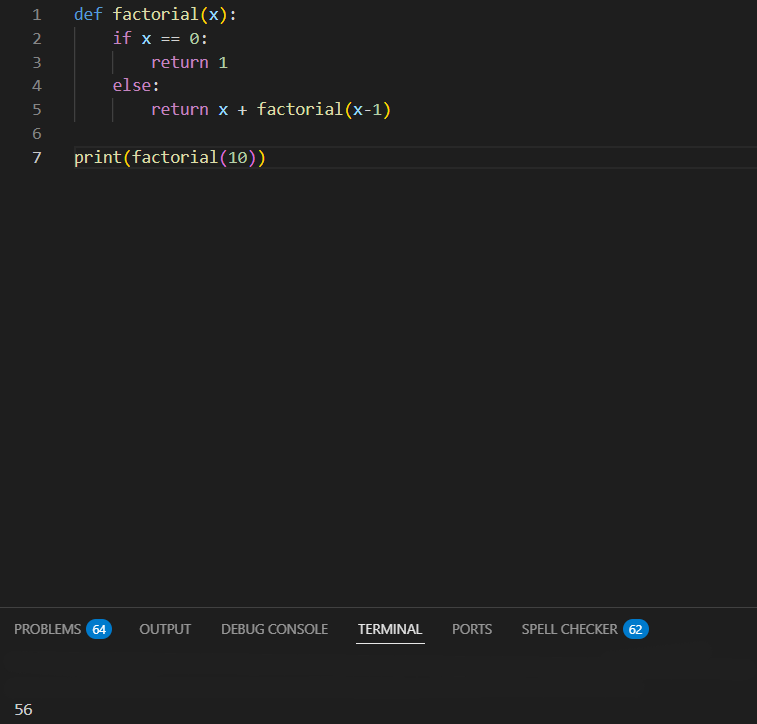 1 def factorial(x):
2     if x == 0:
3         return 1
4     else:
5         return x + factorial(x-1)
6
7 print(factorial(10))
PROBLEMS 64 OUTPUT DEBUG CONSOLE TERMINAL PORTS SPELL CHECKER 62
56